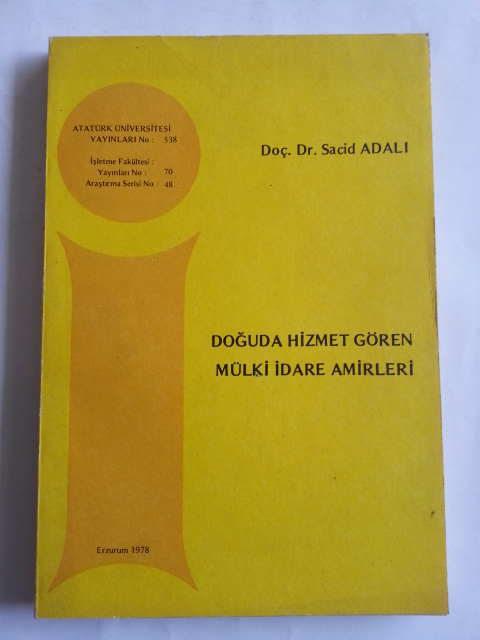 ATATÜRK ÜNİVERSİTESİ
YAYINLARI No : 538
İşletme Fakültesi :
Yayınları No : 70
Araştırma Serisi No : 48
Doç. Dr. Sacid ADALI
DOĞUDA HİZMET GÖREN
MÜLKİ İDARE AMİRLERİ
Erzurum 1978